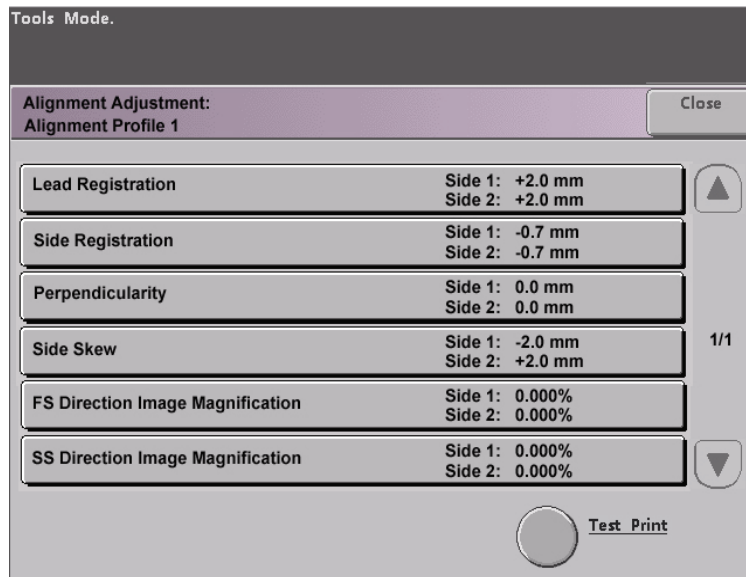 Tools Mode.
Alignment Adjustment:
Alignment Profile 1
Close
Lead Registration
Side 1: +2.0 mm
Side 2: +2.0 mm
Side Registration
Side 1: -0.7 mm
Side 2: -0.7 mm
Perpendicularity
Side 1: 0.0 mm
Side 2: 0.0 mm
Side Skew
Side 1: -2.0 mm
Side 2: +2.0 mm
1/1
FS Direction Image Magnification
Side 1: 0.000%
Side 2: 0.000%
SS Direction Image Magnification
Side 1: 0.000%
Side 2: 0.000%
Test Print